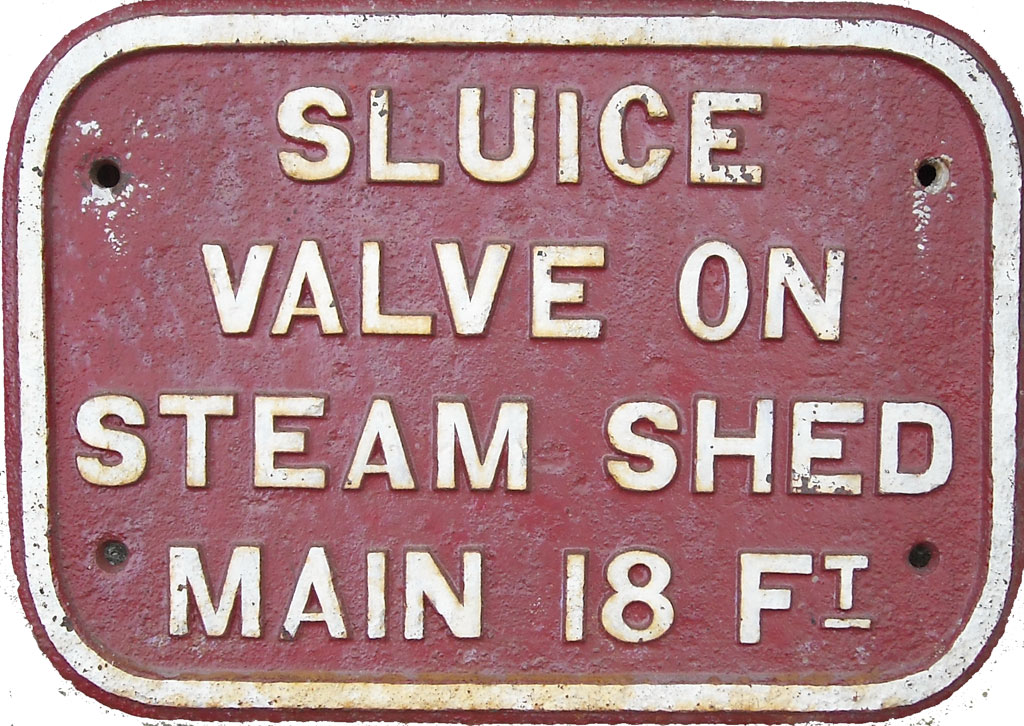 SLUICE
VALVE ON
STEAM SHED
MAIN 18 FT